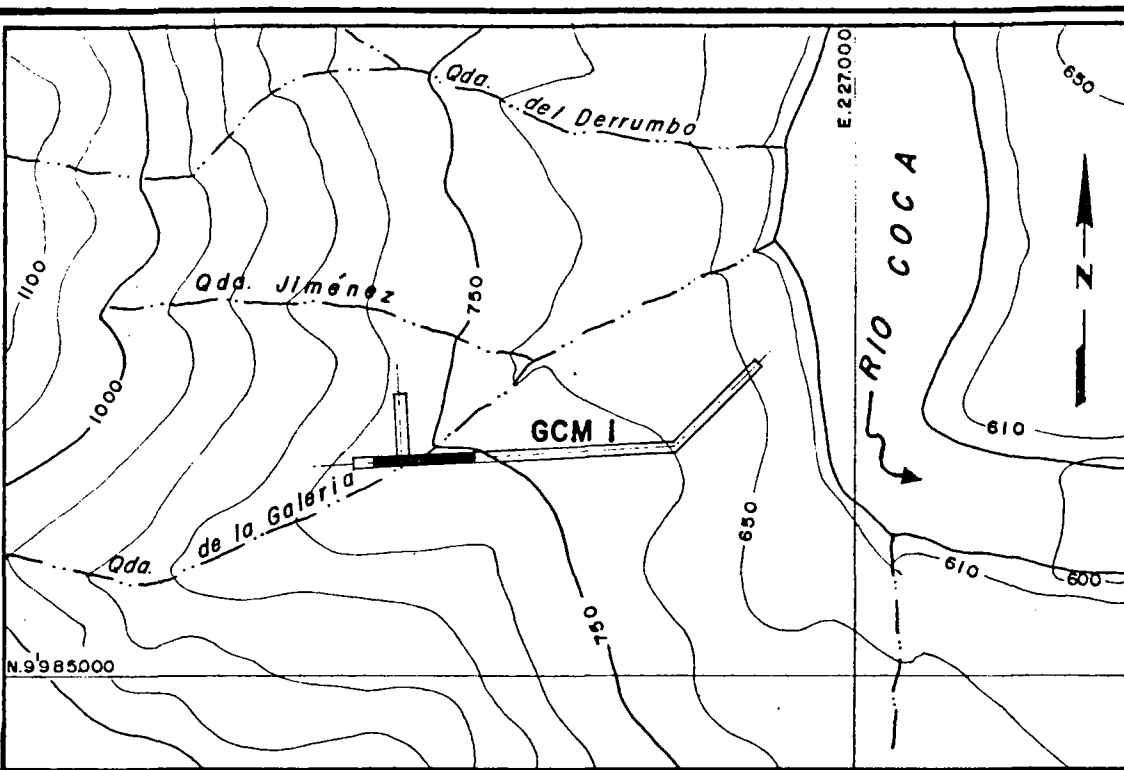 Qda. del Derrumbo
E.227.000
650
RIO COCA
N
1100
Qda. Jiménez
750
1000
GCM I
610
Qda. de la Galeria
650
610
600
750
N.9'985.000